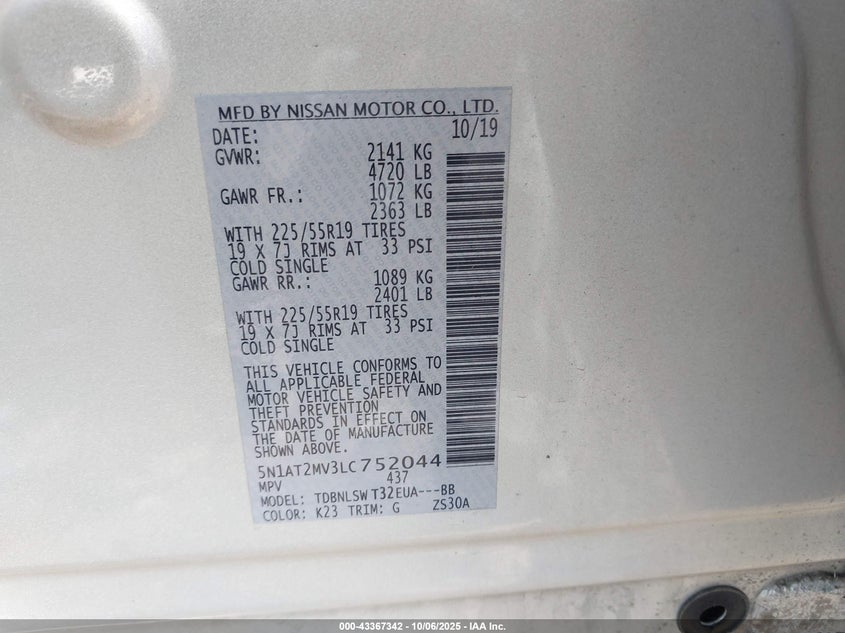 MFD BY NISSAN MOTOR CO., LTD.
DATE: 10/19
GVWR: 2141 KG
4720 LB
GAWR FR.: 1072 KG
2363 LB
WITH 225/55R19 TIRES
19 X 7J RIMS AT 33 PSI
COLD SINGLE
GAWR RR.: 1089 KG
2401 LB
WITH 225/55R19 TIRES
19 X 7J RIMS AT 33 PSI
COLD SINGLE
THIS VEHICLE CONFORMS TO
ALL APPLICABLE FEDERAL
MOTOR VEHICLE SAFETY AND
THEFT PREVENTION
STANDARDS IN EFFECT ON
THE DATE OF MANUFACTURE
SHOWN ABOVE.
5N1AT2MV3LC752044
MPV 437
MODEL: TDBNLSW T32EUA---BB
COLOR: K23 TRIM: G ZS30A
000-43367342 - 10/06/2025 - IAA Inc.